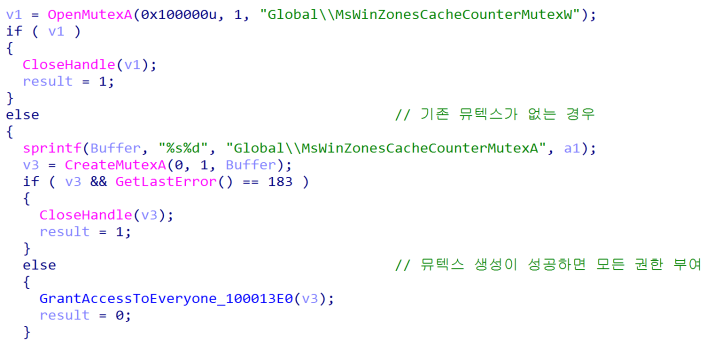 v1 = OpenMutexA(0x100000u, 1, "Global\\MsWinZonesCacheCounterMutexW");
if ( v1 )
{
  CloseHandle(v1);
  result = 1;
}
else // 기존 뮤텍스가 없는 경우
{
  sprintf(Buffer, "%s%d", "Global\\MsWinZonesCacheCounterMutexA", a1);
  v3 = CreateMutexA(0, 1, Buffer);
  if ( v3 && GetLastError() == 183 )
  {
    CloseHandle(v3);
    result = 1;
  }
  else // 뮤텍스 생성이 성공하면 모든 권한 부여
  {
    GrantAccessToEveryone_100013E0(v3);
    result = 0;
  }